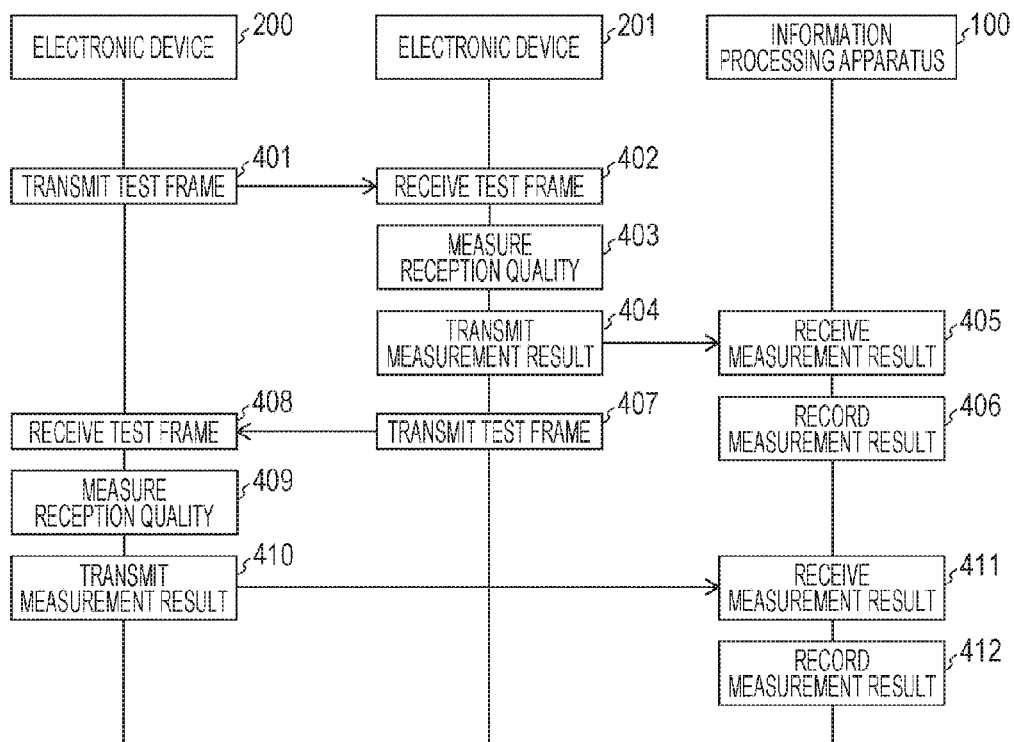 ELECTRONIC DEVICE
200
ELECTRONIC DEVICE
201
INFORMATION
PROCESSING APPARATUS
100
TRANSMIT TEST FRAME
401
RECEIVE TEST FRAME
402
MEASURE
RECEPTION QUALITY
403
TRANSMIT
MEASUREMENT RESULT
404
RECEIVE
MEASUREMENT RESULT
405
RECEIVE TEST FRAME
408
TRANSMIT TEST FRAME
407
RECORD
MEASUREMENT RESULT
406
MEASURE
RECEPTION QUALITY
409
TRANSMIT
MEASUREMENT RESULT
410
RECEIVE
MEASUREMENT RESULT
411
RECORD
MEASUREMENT RESULT
412